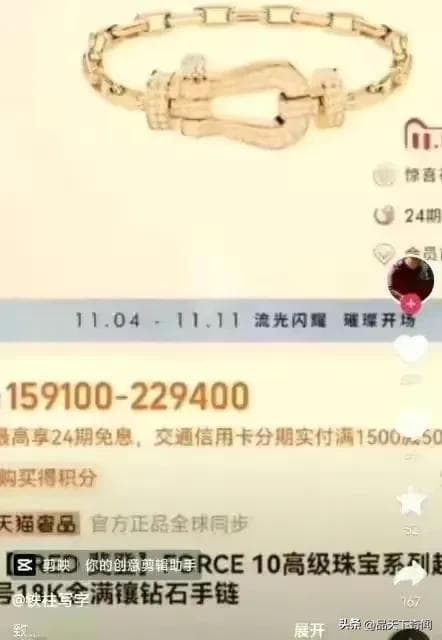 惊喜
24期
会员
11.04 - 11.11 流光闪耀 璀璨开场
159100-229400
最高享24期免息，交通信用卡分期实付满1500减50
购买得积分
天猫奢品 官方正品全球同步
FORCE 10高级珠宝系列超
剪映 你的创意剪辑助手
号18K金满镶钻石手链
@铁柱写字
167
致... 展开
头条 @品天下新闻